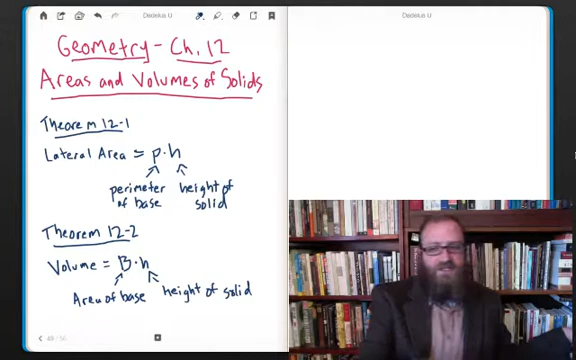 Dadelus U
Dadelus U
Geometry - Ch. 12
Areas and Volumes of Solids
Theorem 12-1
Lateral Area = p·h
perimeter of base
height of solid
Theorem 12-2
Volume = B·h
Area of base
height of solid